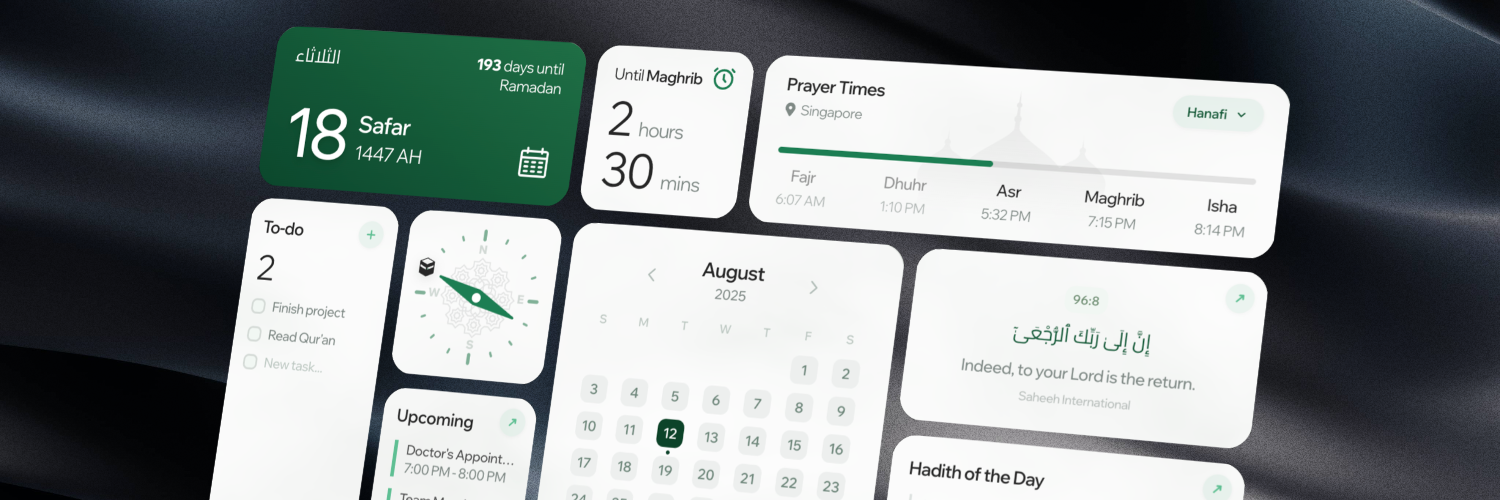 الثلاثاء
193 days until
Ramadan
18 Safar
1447 AH
Until Maghrib
2 hours
30 mins
Prayer Times
Singapore
Hanafi
Fajr Dhuhr Asr Maghrib Isha
6:07 AM 1:10 PM 5:32 PM 7:15 PM 8:14 PM
To-do
+
2
Finish project
Read Qur'an
New task...
N
W E
S
Upcoming
Doctor's Appoint...
7:00 PM - 8:00 PM
August
2025
S M T W T F S
1 2
3 4 5 6 7 8 9
10 11 12 13 14 15 16
17 18 19 20 21 22 23
96:8
إِنَّ إِلَىٰ رَبِّكَ ٱلرُّجْعَىٰٓ
Indeed, to your Lord is the return.
Saheeh International
Hadith of the Day